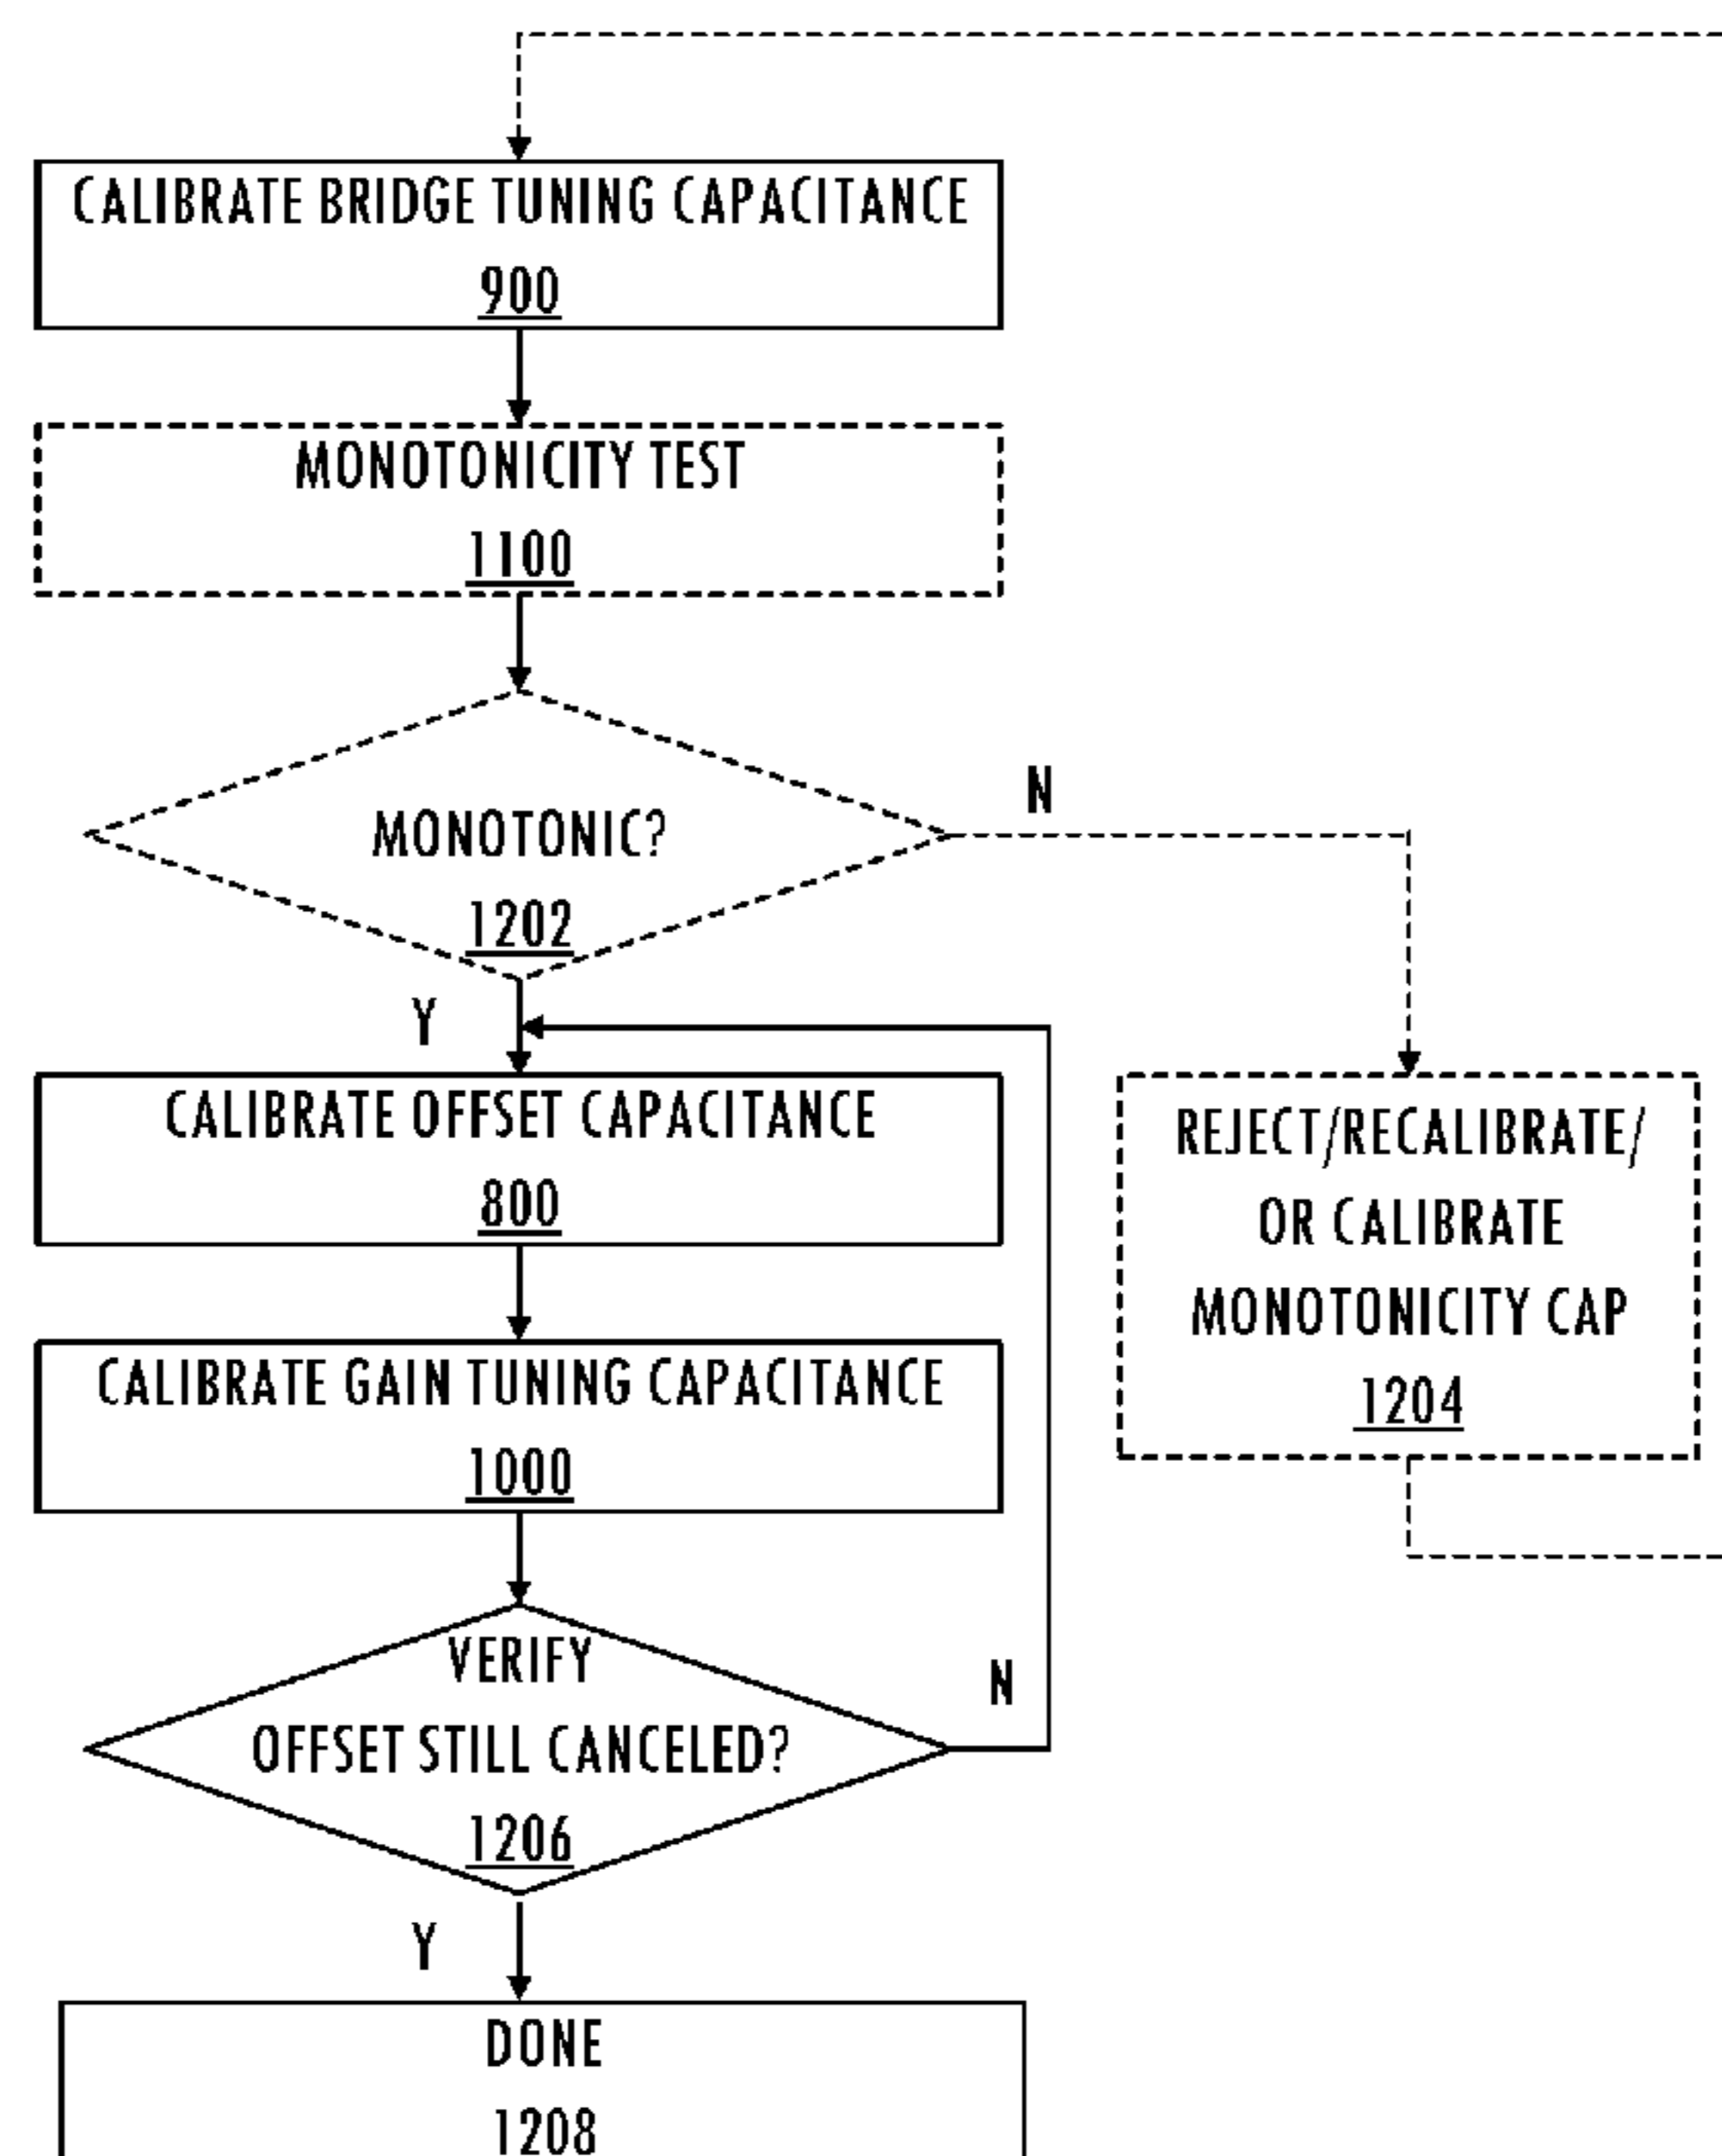 CALIBRATE BRIDGE TUNING CAPACITANCE
900
MONOTONICITY TEST
1100
MONOTONIC?
1202
N
Y
CALIBRATE OFFSET CAPACITANCE
800
CALIBRATE GAIN TUNING CAPACITANCE
1000
REJECT/RECALIBRATE/
OR CALIBRATE
MONOTONICITY CAP
1204
VERIFY
OFFSET STILL CANCELED?
1206
N
Y
DONE
1208